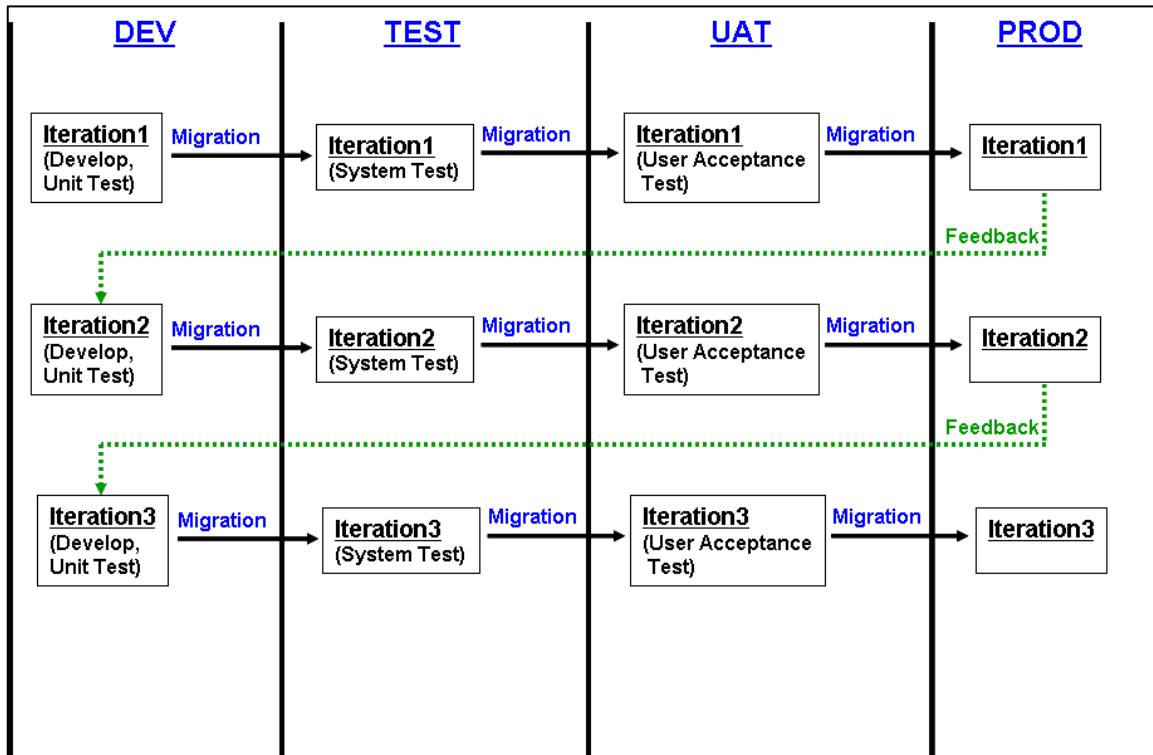 DEV
TEST
UAT
PROD
Iteration1
(Develop,
Unit Test)
Migration
Iteration1
(System Test)
Migration
Iteration1
(User Acceptance
Test)
Migration
Iteration1
Feedback
Iteration2
(Develop,
Unit Test)
Migration
Iteration2
(System Test)
Migration
Iteration2
(User Acceptance
Test)
Migration
Iteration2
Feedback
Iteration3
(Develop,
Unit Test)
Migration
Iteration3
(System Test)
Migration
Iteration3
(User Acceptance
Test)
Migration
Iteration3